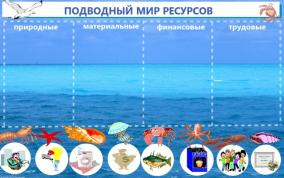 ПОДВОДНЫЙ МИР РЕСУРСОВ
природные материальные финансовые трудовые